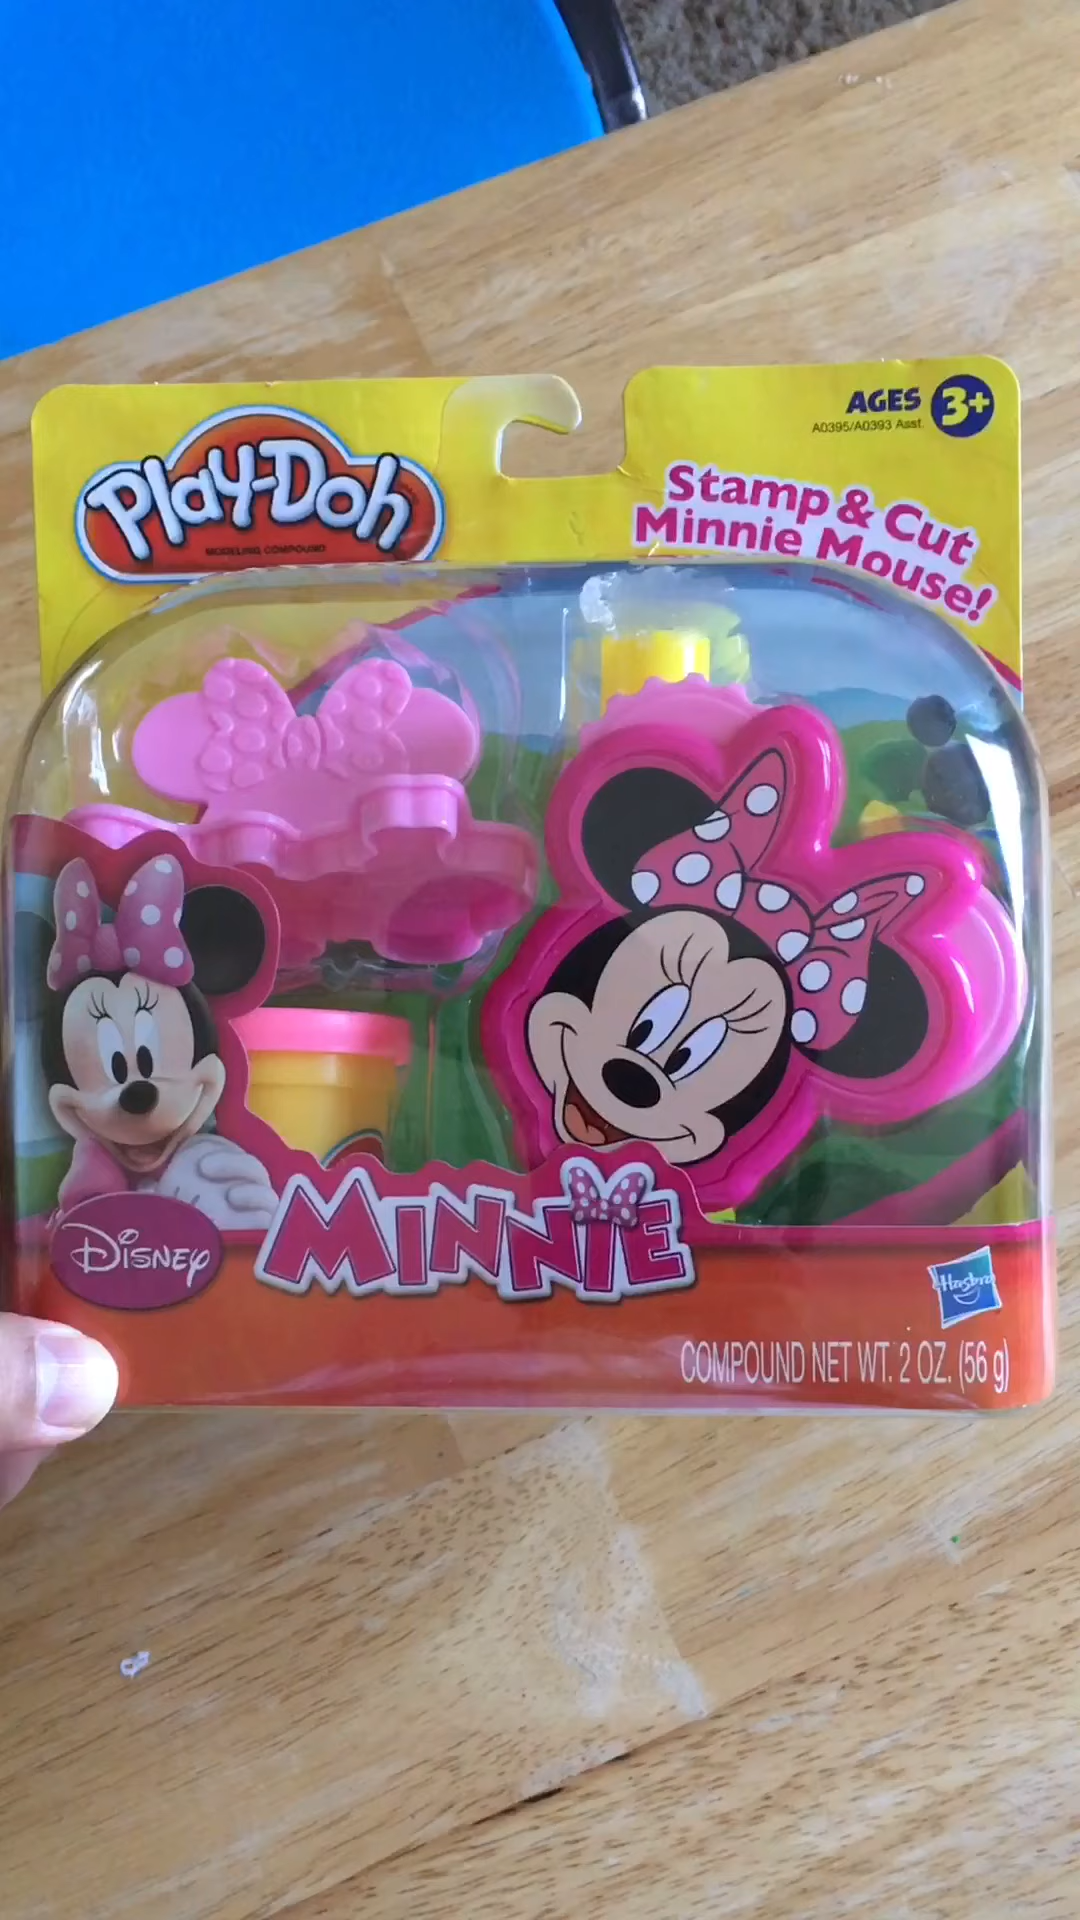 Play-Doh
MODELING COMPOUND
AGES 3+
A0395/A0393 Asst.
Stamp & Cut
Minnie Mouse!
Disney
MINNIE
Hasbro
COMPOUND NET WT. 2 OZ. (56 g)